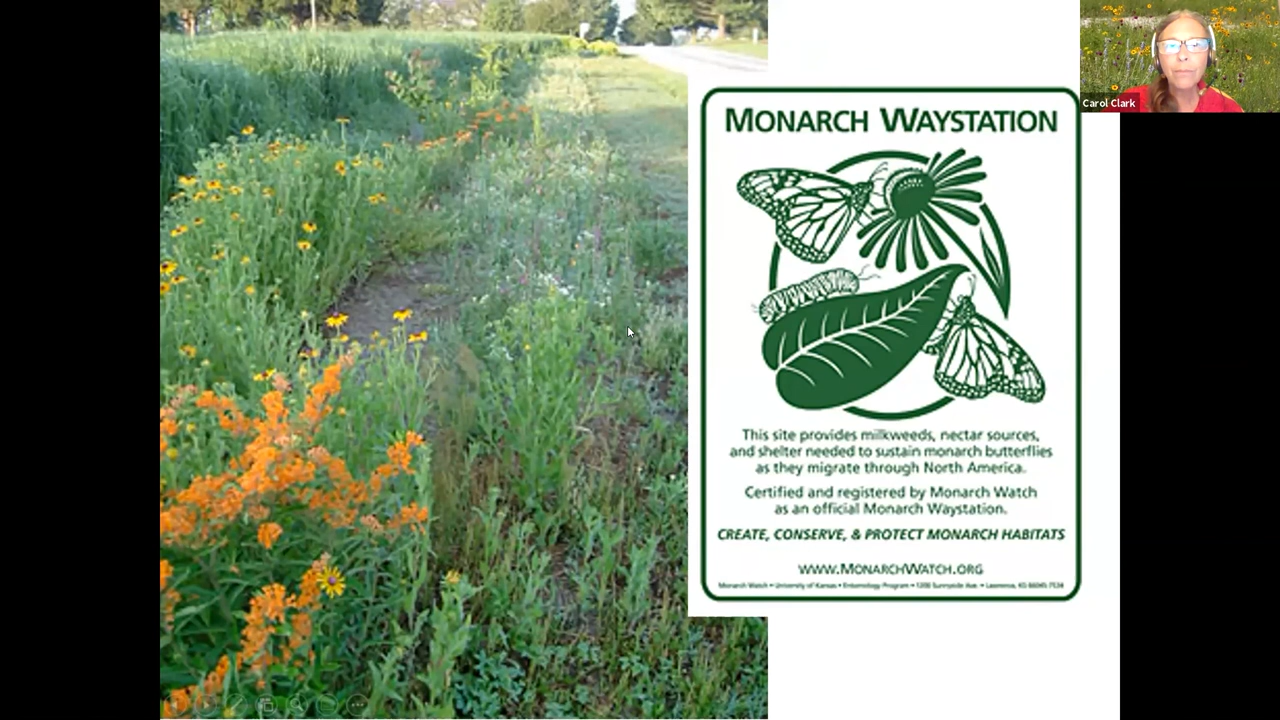 MONARCH WAYSTATION
This site provides milkweeds, nectar sources,
and shelter needed to sustain monarch butterflies
as they migrate through North America.
Certified and registered by Monarch Watch
as an official Monarch Waystation.
CREATE, CONSERVE, & PROTECT MONARCH HABITATS
WWW.MONARCHWATCH.ORG
Monarch Watch • University of Kansas • Entomology Program • 1200 Sunnyside Ave. • Lawrence, KS 66045-7534
Carol Clark